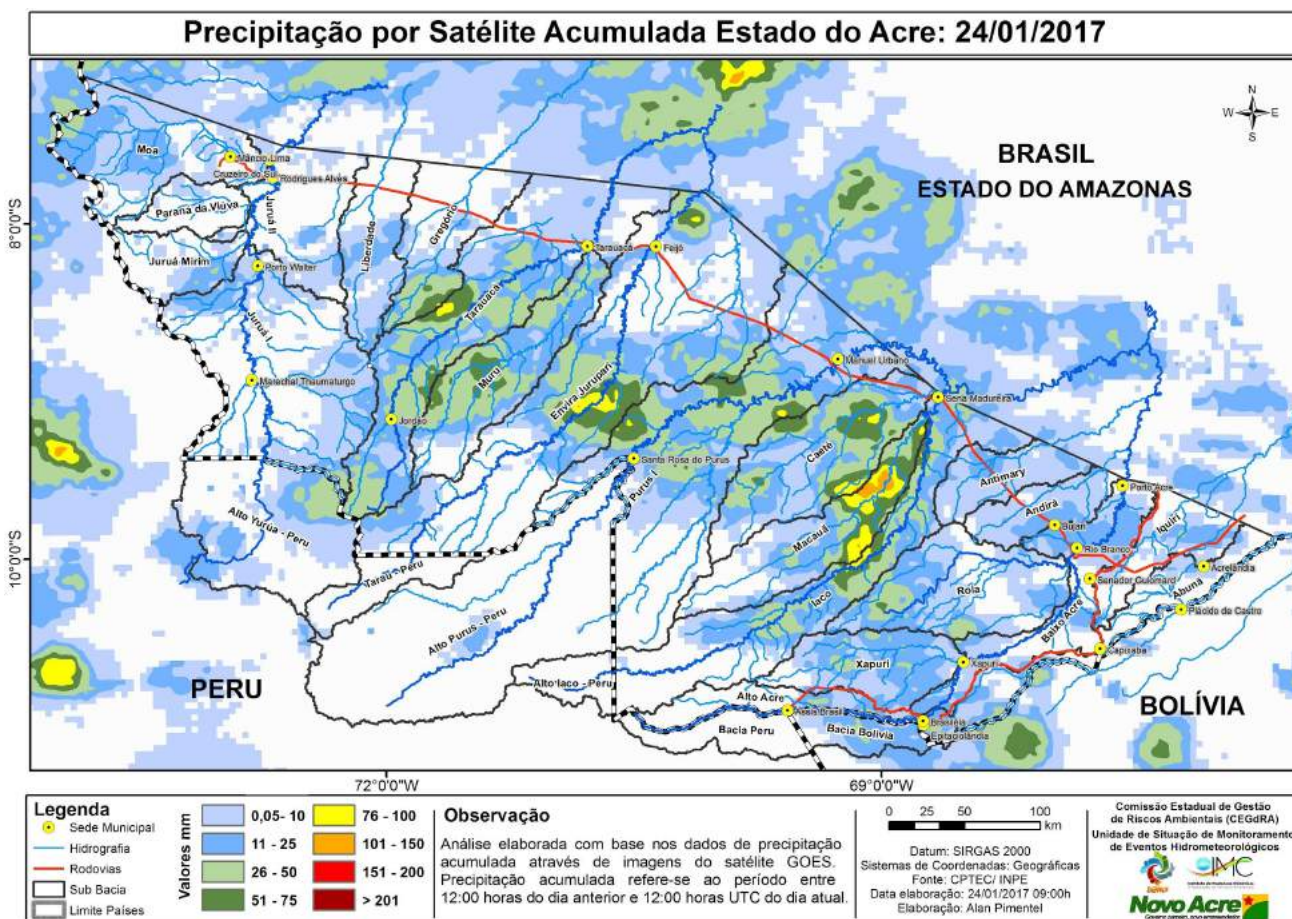 Precipitação por Satélite Acumulada Estado do Acre: 24/01/2017
N
W E
S
BRASIL
ESTADO DO AMAZONAS
Moa
Mâncio Lima
Cruzeiro do Sul
Rodrigues Alves
Paraná da Viúva
Juruá II
Liberdade
Gregório
8°0'0"S
Juruá Mirim
Porto Walter
Tarauacá
Feijó
Tarauacá
Juruá I
Marechal Thaumaturgo
Muru
Envira Jurupari
Manuel Urbano
Sena Madureira
Jordão
Santa Rosa do Purus
Purus I
Caeté
Antimary
Porto Acre
Alto Yurúa - Peru
Macauã
Andirá
Bujari
Iquiri
10°0'0"S
Rio Branco
Tarau - Peru
Acrelândia
Senador Guiomard
Abunã
Iaco
Rola
Plácido de Castro
Alto Purus - Peru
Baixo Acre
Capixaba
Xapuri
Xapuri
PERU
Alto Iaco - Peru
Alto Acre
BOLÍVIA
Assis Brasil
Brasiléia
Bacia Peru
Bacia Bolívia
Epitaciolândia
72°0'0"W
69°0'0"W
Legenda
Sede Municipal
Hidrografia
Rodovias
Sub Bacia
Limite Países
Valores mm
0,05- 10
11 - 25
26 - 50
51 - 75
76 - 100
101 - 150
151 - 200
> 201
Observação
Análise elaborada com base nos dados de precipitação
acumulada através de imagens do satélite GOES.
Precipitação acumulada refere-se ao período entre
12:00 horas do dia anterior e 12:00 horas UTC do dia atual.
0 25 50 100
km
Datum: SIRGAS 2000
Sistemas de Coordenadas: Geográficas
Fonte: CPTEC/ INPE
Data elaboração: 24/01/2017 09:00h
Elaboração: Alan Pimentel
Comissão Estadual de Gestão
de Riscos Ambientais (CEGdRA)
Unidade de Situação de Monitoramento
de Eventos Hidrometeorológicos
IMC
Novo Acre